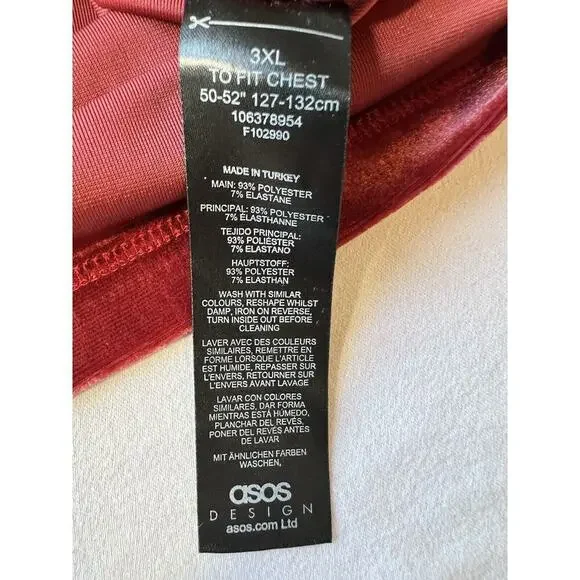 3XL
TO FIT CHEST
50-52" 127-132cm
106378954
F102990
MADE IN TURKEY
MAIN: 93% POLYESTER
7% ELASTANE
PRINCIPAL: 93% POLYESTER
7% ÉLASTHANNE
TEJIDO PRINCIPAL:
93% POLIÉSTER
7% ELASTANO
HAUPTSTOFF:
93% POLYESTER
7% ELASTHAN
WASH WITH SIMILAR
COLOURS, RESHAPE WHILST
DAMP, IRON ON REVERSE,
TURN INSIDE OUT BEFORE
CLEANING
LAVER AVEC DES COULEURS
SIMILAIRES, REMETTRE EN
FORME LORSQUE L'ARTICLE
EST HUMIDE, REPASSER SUR
L'ENVERS, RETOURNER SUR
L'ENVERS AVANT LAVAGE
LAVAR CON COLORES
SIMILARES, DAR FORMA
MIENTRAS ESTÁ HÚMEDO,
PLANCHAR DEL REVÉS,
PONER DEL REVÉS ANTES
DE LAVAR
MIT ÄHNLICHEN FARBEN
WASCHEN,
asos
DESIGN
asos.com Ltd